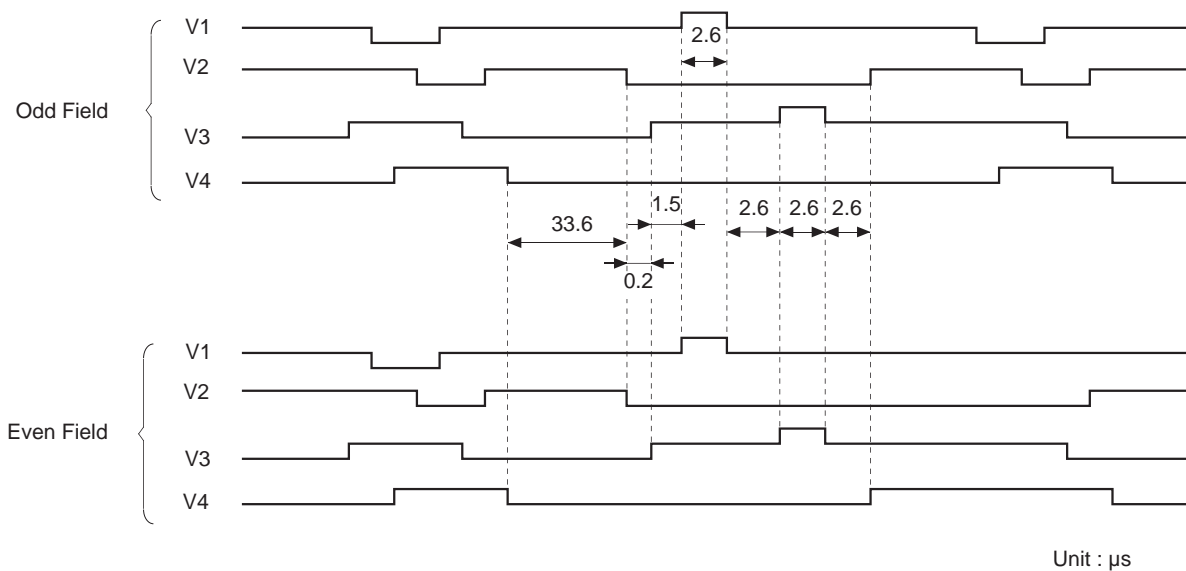 V1
2.6
V2
Odd Field
V3
V4
1.5
2.6 2.6 2.6
33.6
0.2
V1
V2
Even Field
V3
V4
Unit : μs